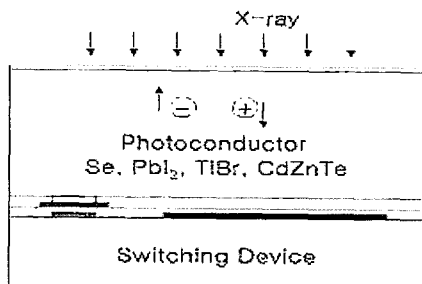 X-ray
− +
Photoconductor
Se, PbI₂, TlBr, CdZnTe
Switching Device